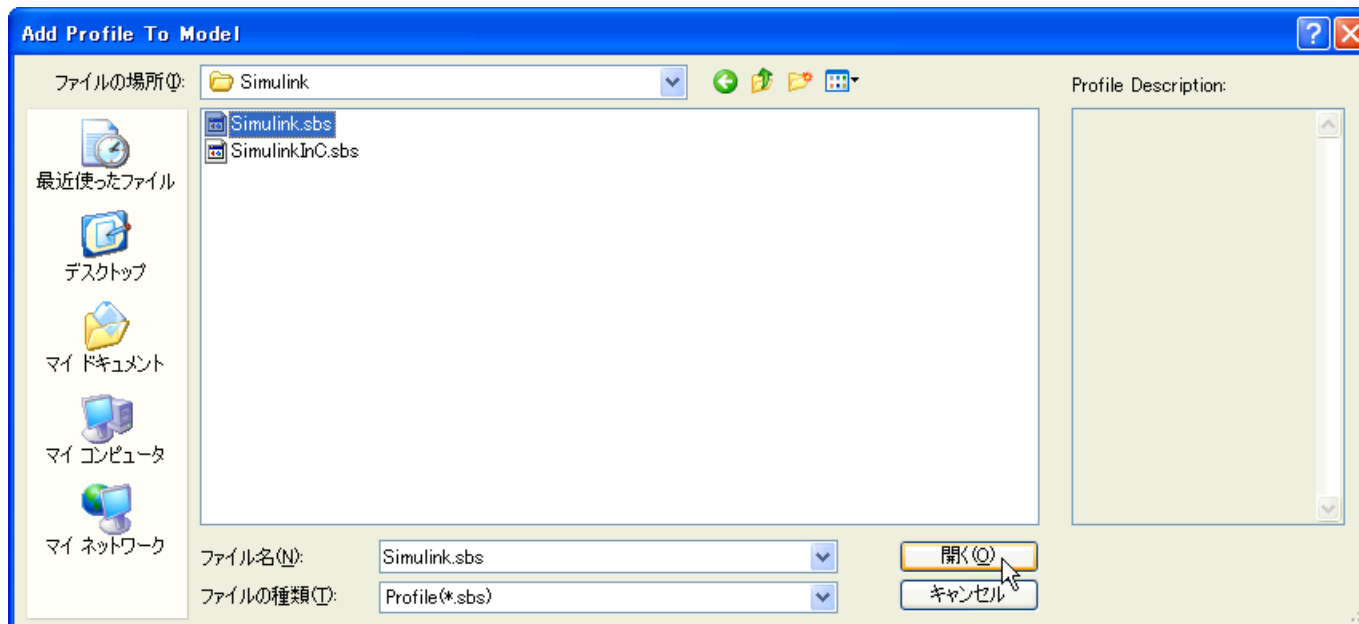 Add Profile To Model
ファイルの場所(I):
Simulink
Profile Description:
Simulink.sbs
SimulinkInC.sbs
最近使ったファイル
デスクトップ
マイ ドキュメント
マイ コンピュータ
マイ ネットワーク
ファイル名(N):
Simulink.sbs
開く(O)
ファイルの種類(T):
Profile(*.sbs)
キャンセル